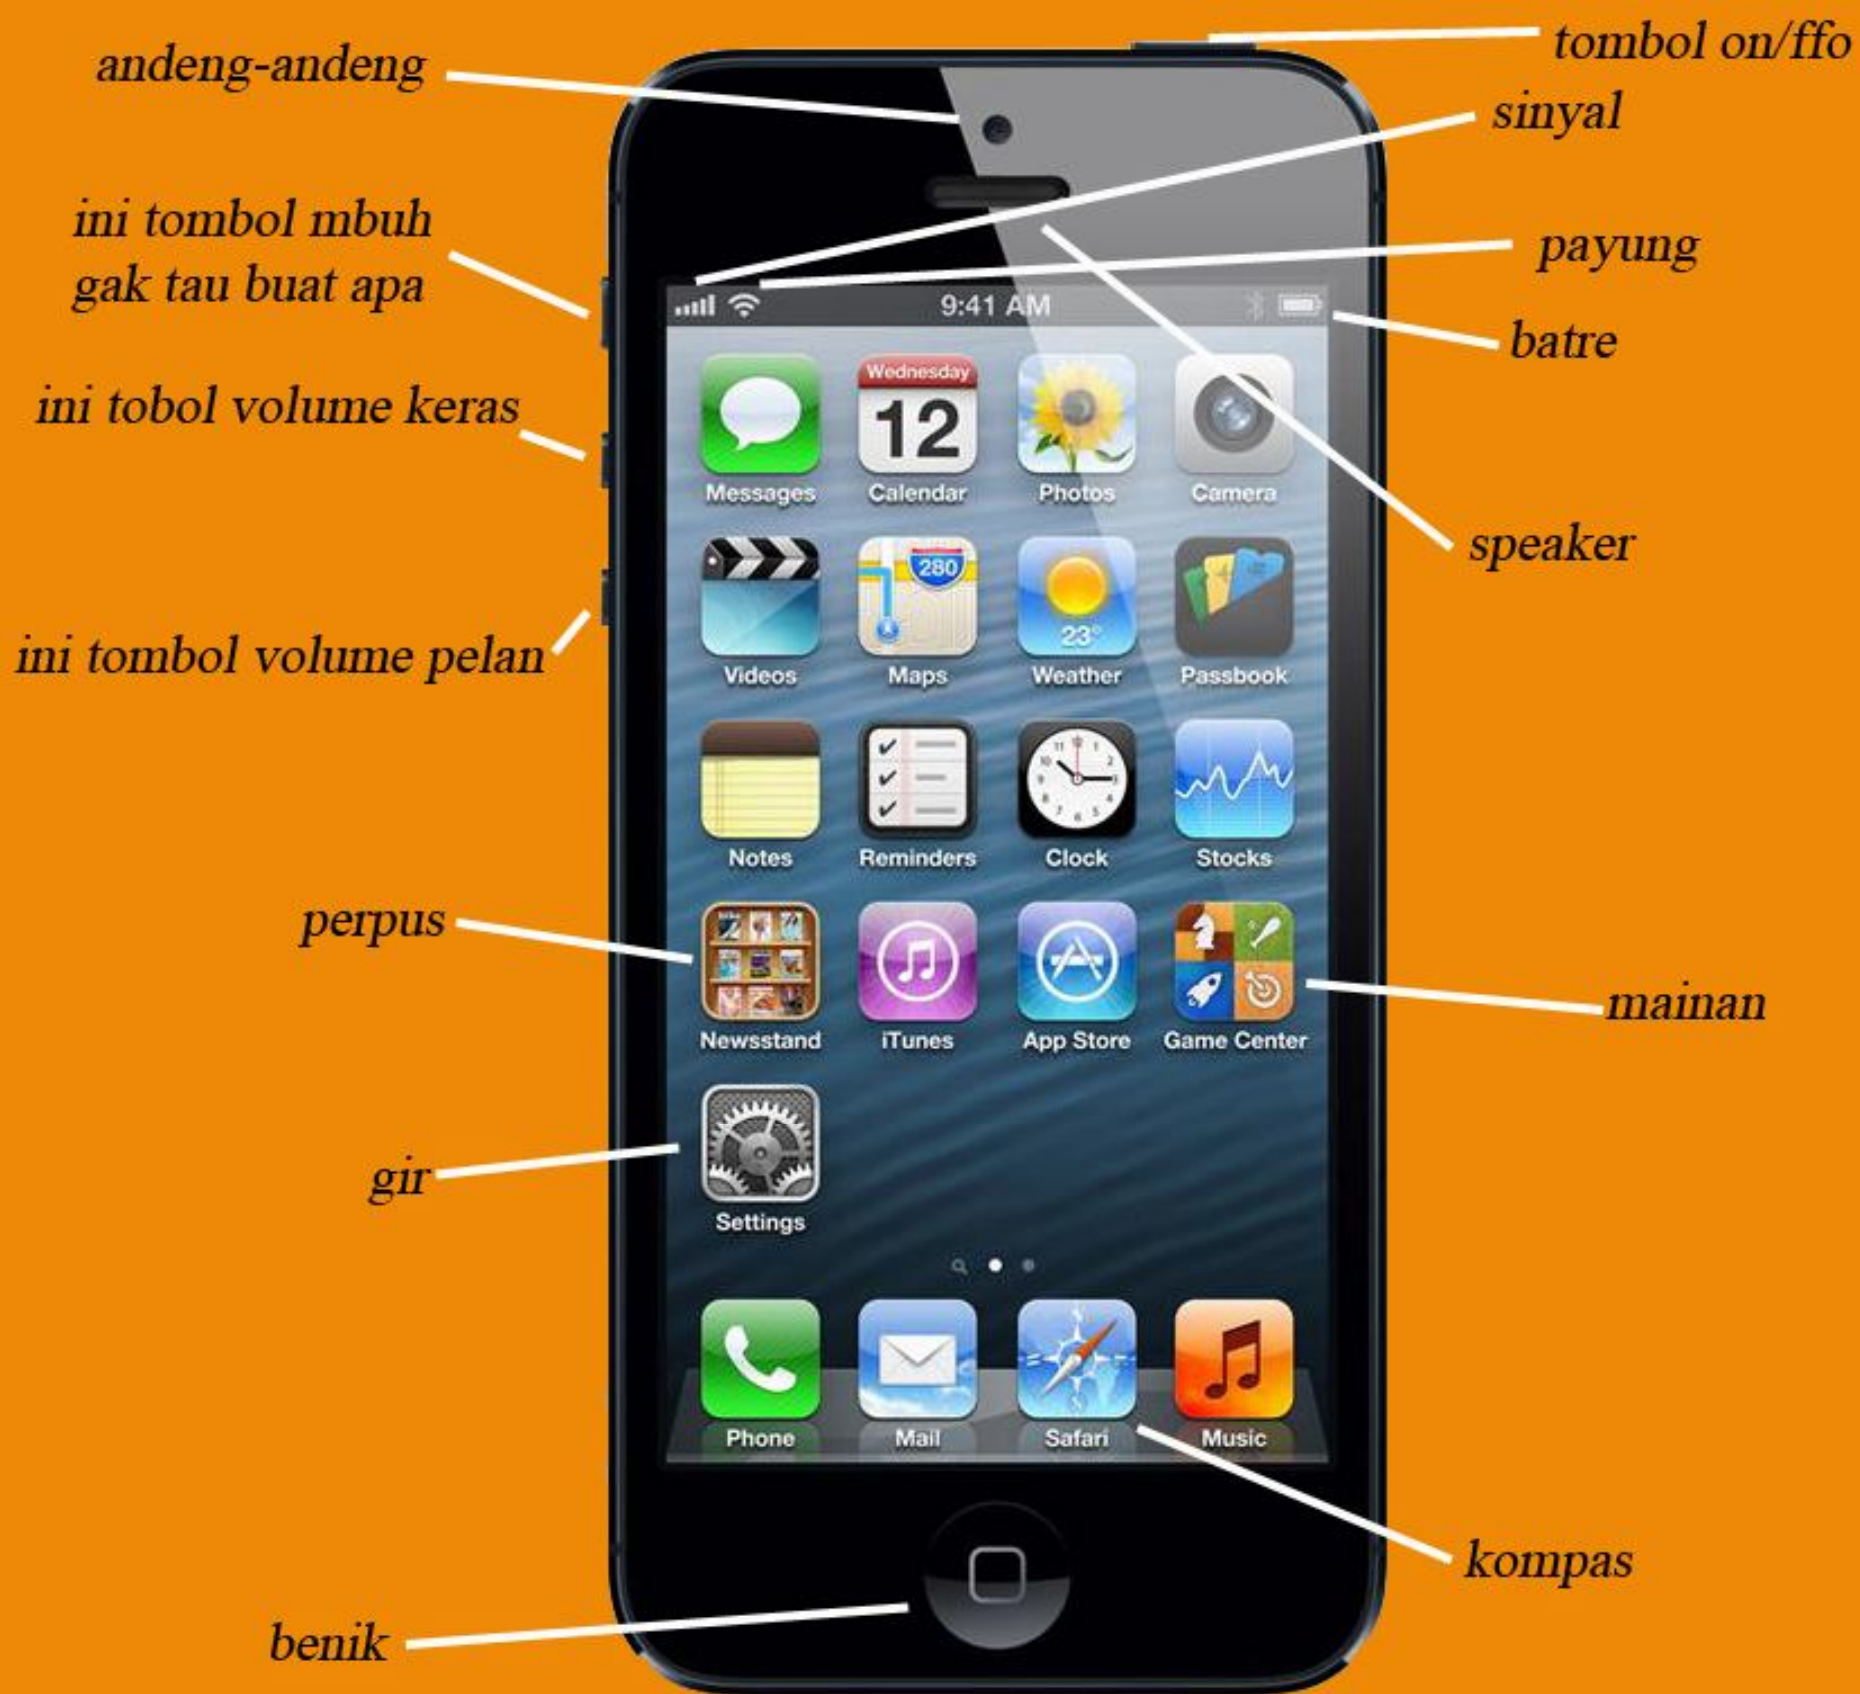 tombol on/ffo
andeng-andeng
sinyal
ini tombol mbuh
gak tau buat apa
payung
9:41 AM
batre
ini tobol volume keras
Wednesday
12
Messages Calendar Photos Camera
speaker
280
23°
ini tombol volume pelan
Videos Maps Weather Passbook
Notes Reminders Clock Stocks
perpus
mainan
Newsstand iTunes App Store Game Center
gir
Settings
Phone Mail Safari Music
kompas
benik